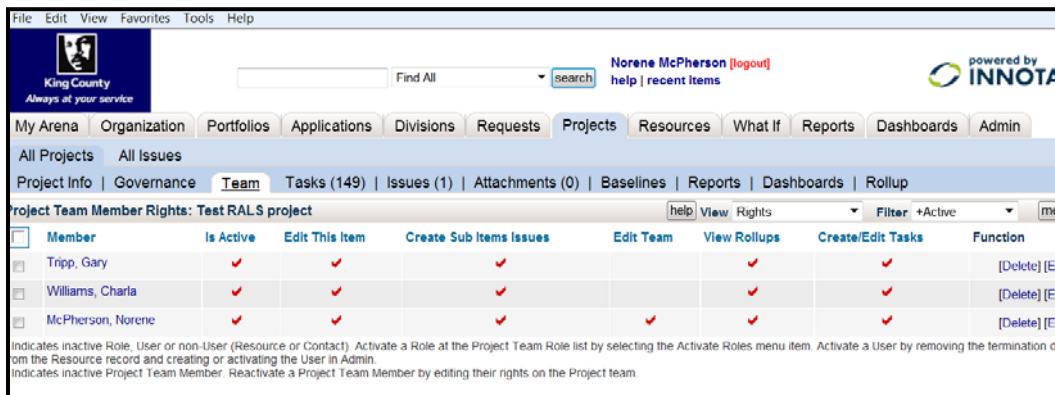 File Edit View Favorites Tools Help
King County
Always at your service
Find All search
Norene McPherson [logout]
help | recent items
powered by
INNOTA
My Arena Organization Portfolios Applications Divisions Requests Projects Resources What If Reports Dashboards Admin
All Projects All Issues
Project Info | Governance Team Tasks (149) | Issues (1) | Attachments (0) | Baselines | Reports | Dashboards | Rollup
Project Team Member Rights: Test RALS project help View Rights Filter +Active me
Member Is Active Edit This Item Create Sub Items Issues Edit Team View Rollups Create/Edit Tasks Function
Tripp, Gary [Delete] [E
Williams, Charla [Delete] [E
McPherson, Norene [Delete] [E
Indicates inactive Role, User or non-User (Resource or Contact). Activate a Role at the Project Team Role list by selecting the Activate Roles menu item. Activate a User by removing the termination d
from the Resource record and creating or activating the User in Admin.
Indicates inactive Project Team Member. Reactivate a Project Team Member by editing their rights on the Project team.